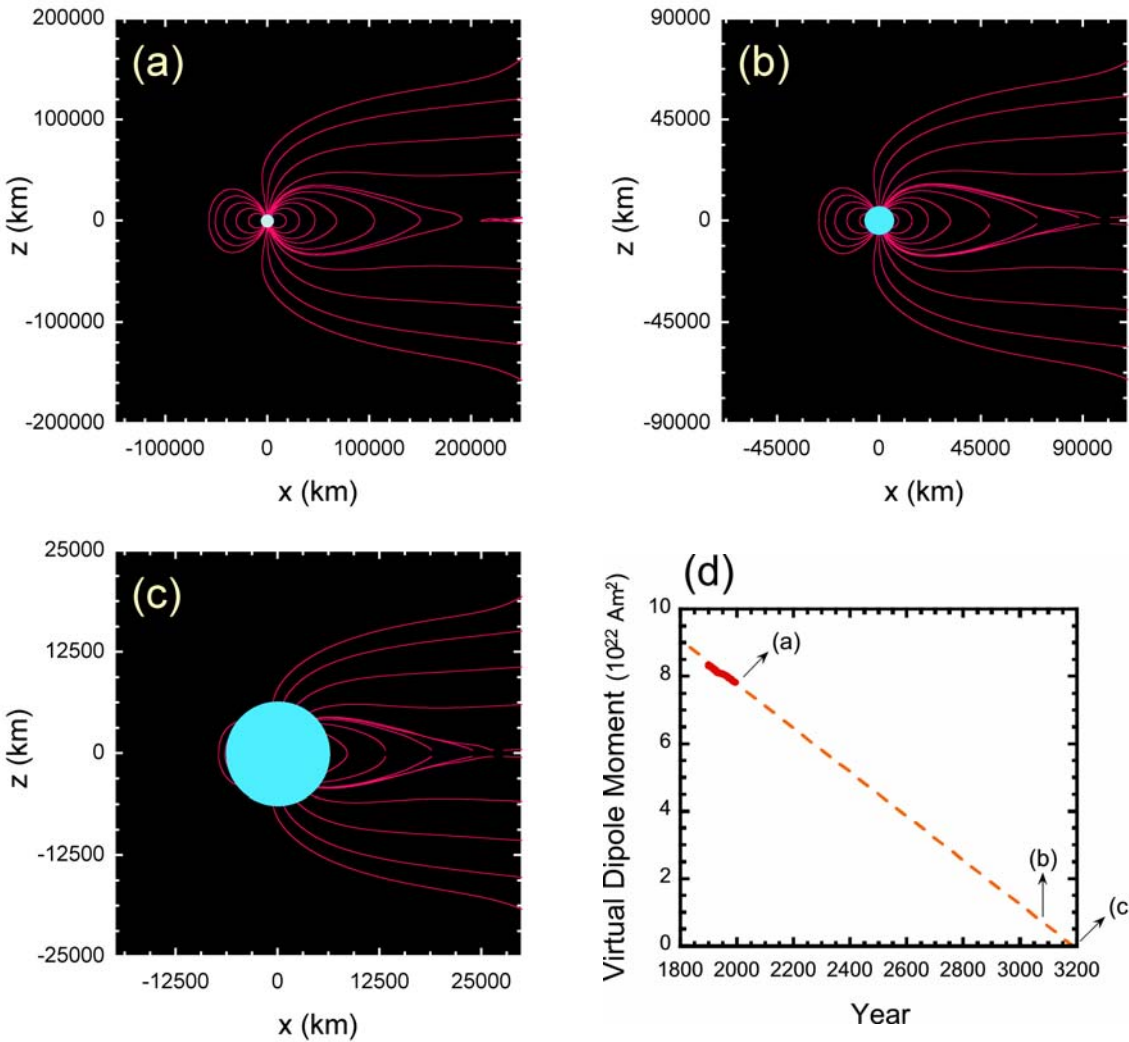 (a)
200000
100000
0
-100000
-200000
z (km)
-100000 0 100000 200000
x (km)
(b)
90000
45000
0
-45000
-90000
z (km)
-45000 0 45000 90000
x (km)
(c)
25000
12500
0
-12500
-25000
z (km)
-12500 0 12500 25000
x (km)
(d)
10
8
6
4
2
0
Virtual Dipole Moment (10²² Am²)
(a)
(b)
(c
1800 2000 2200 2400 2600 2800 3000 3200
Year